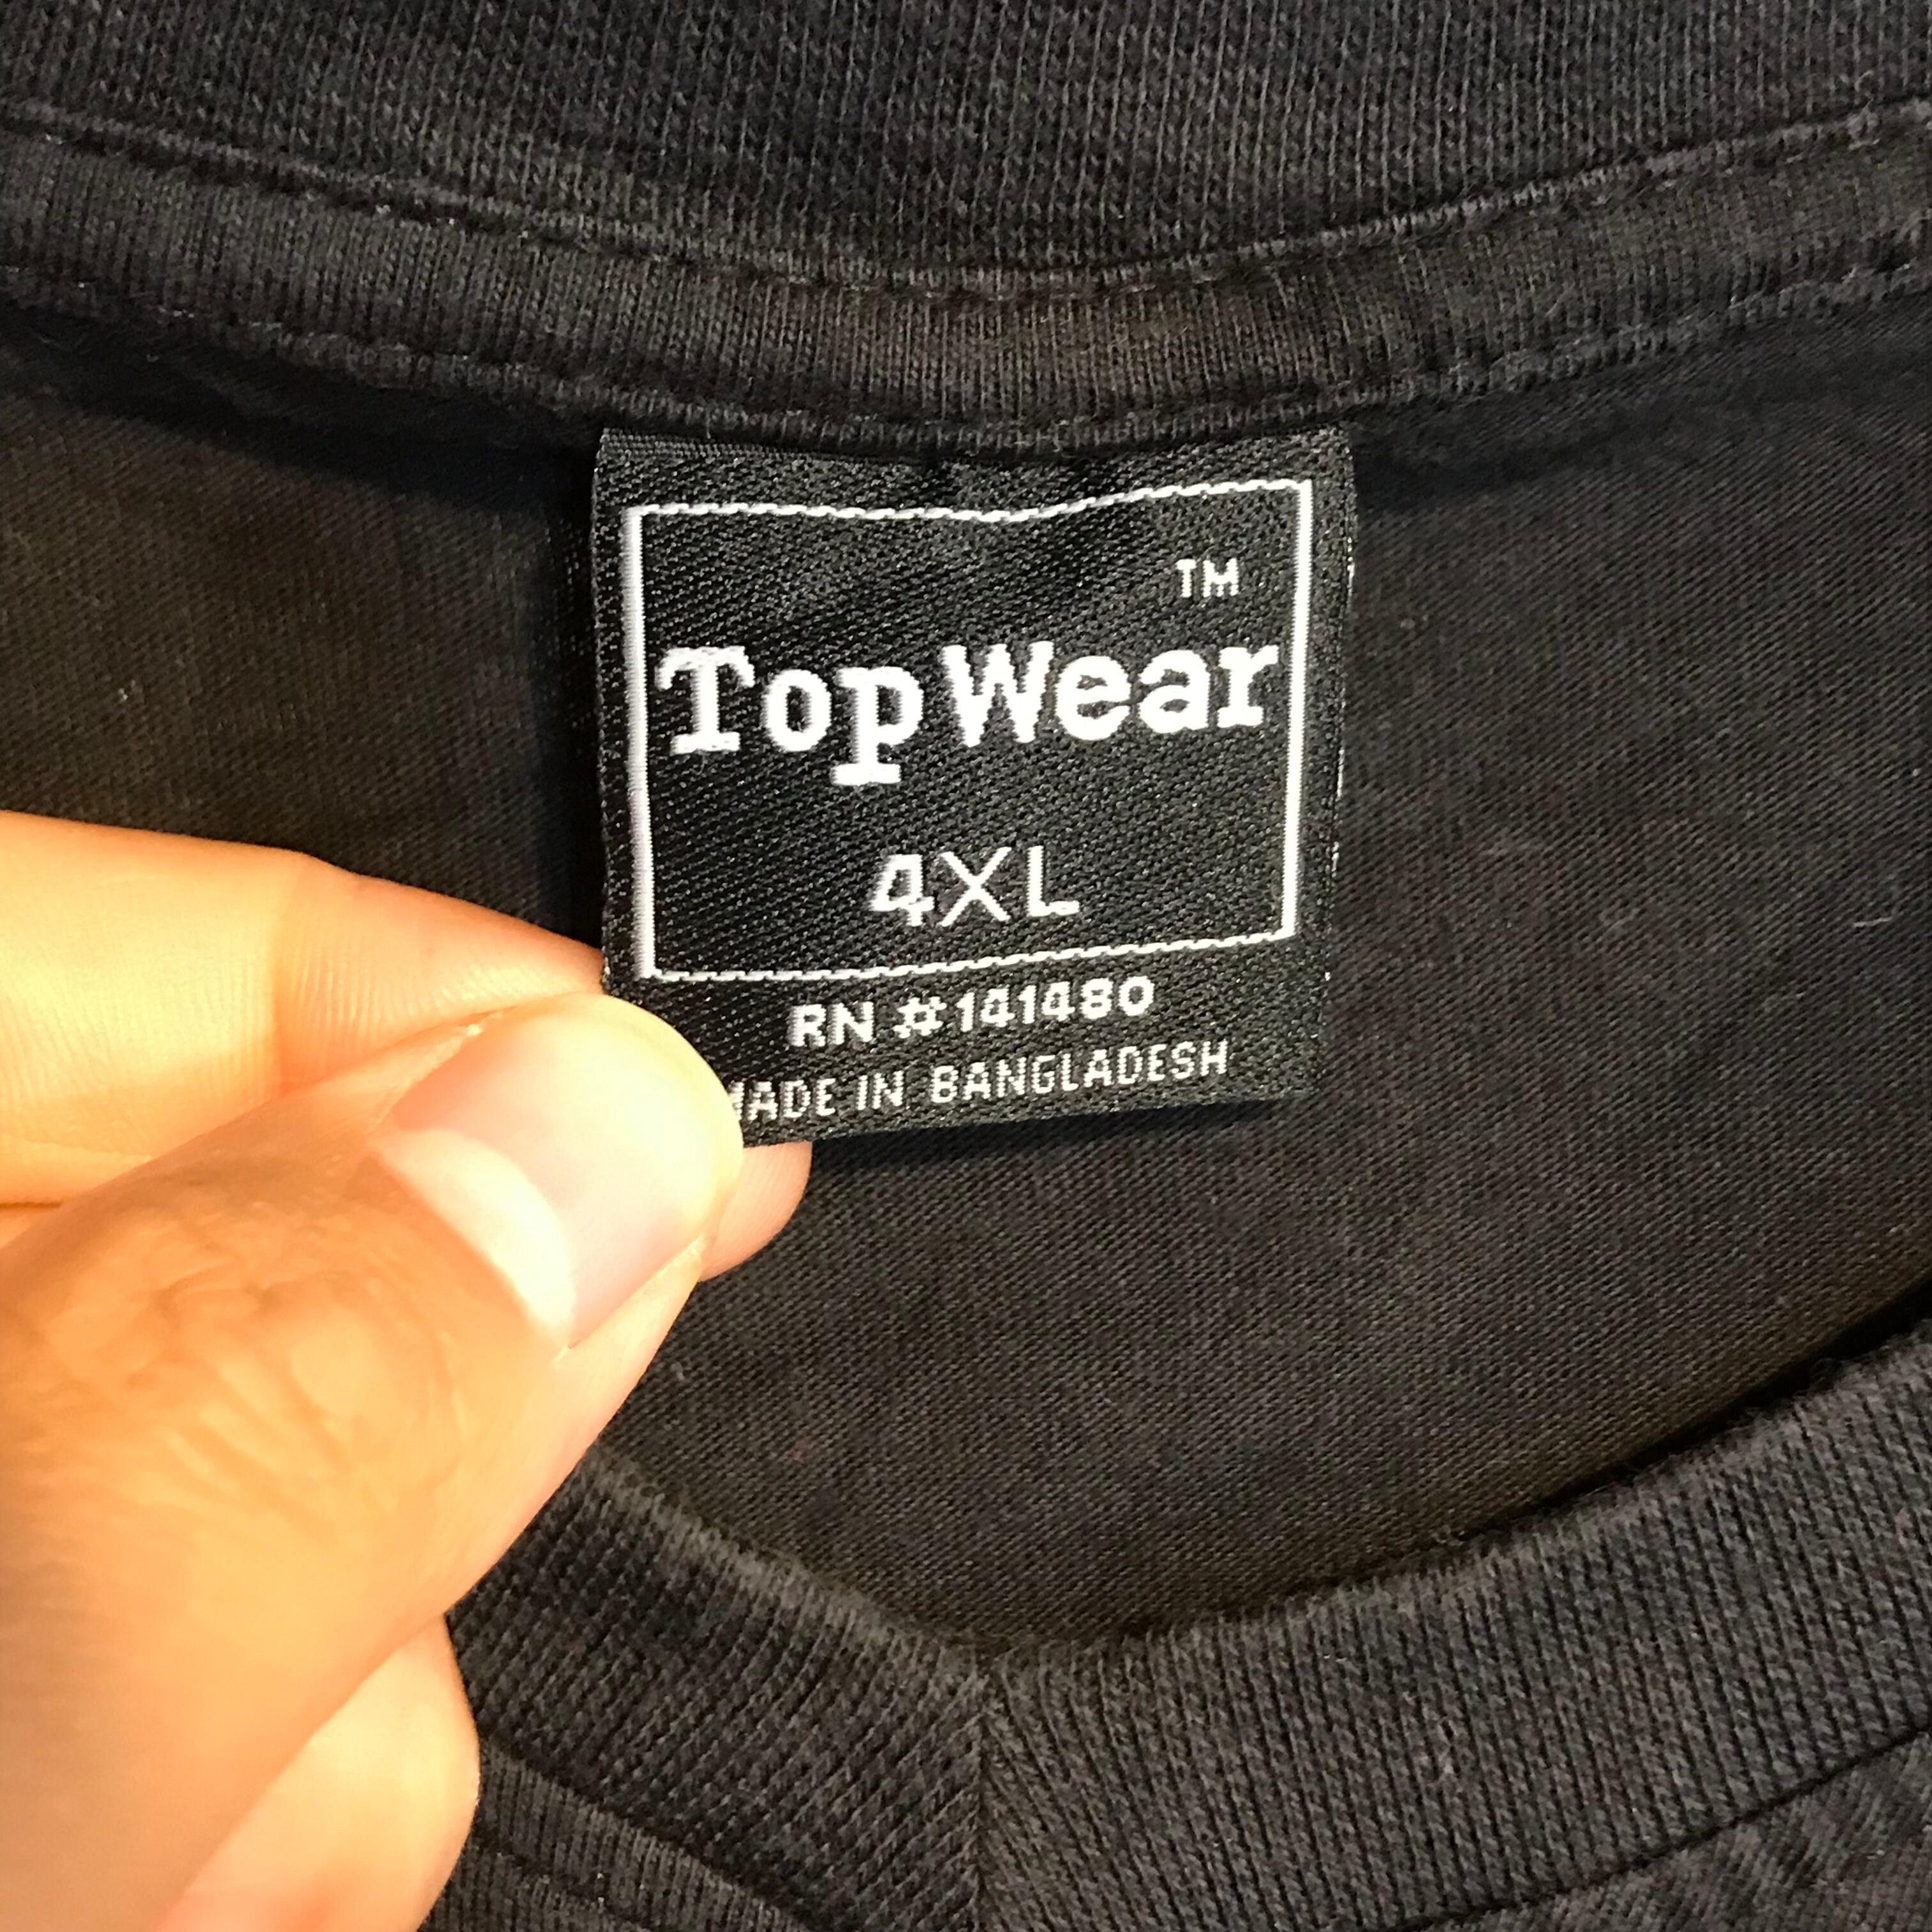 TM
Top Wear
4XL
RN #141480
MADE IN BANGLADESH